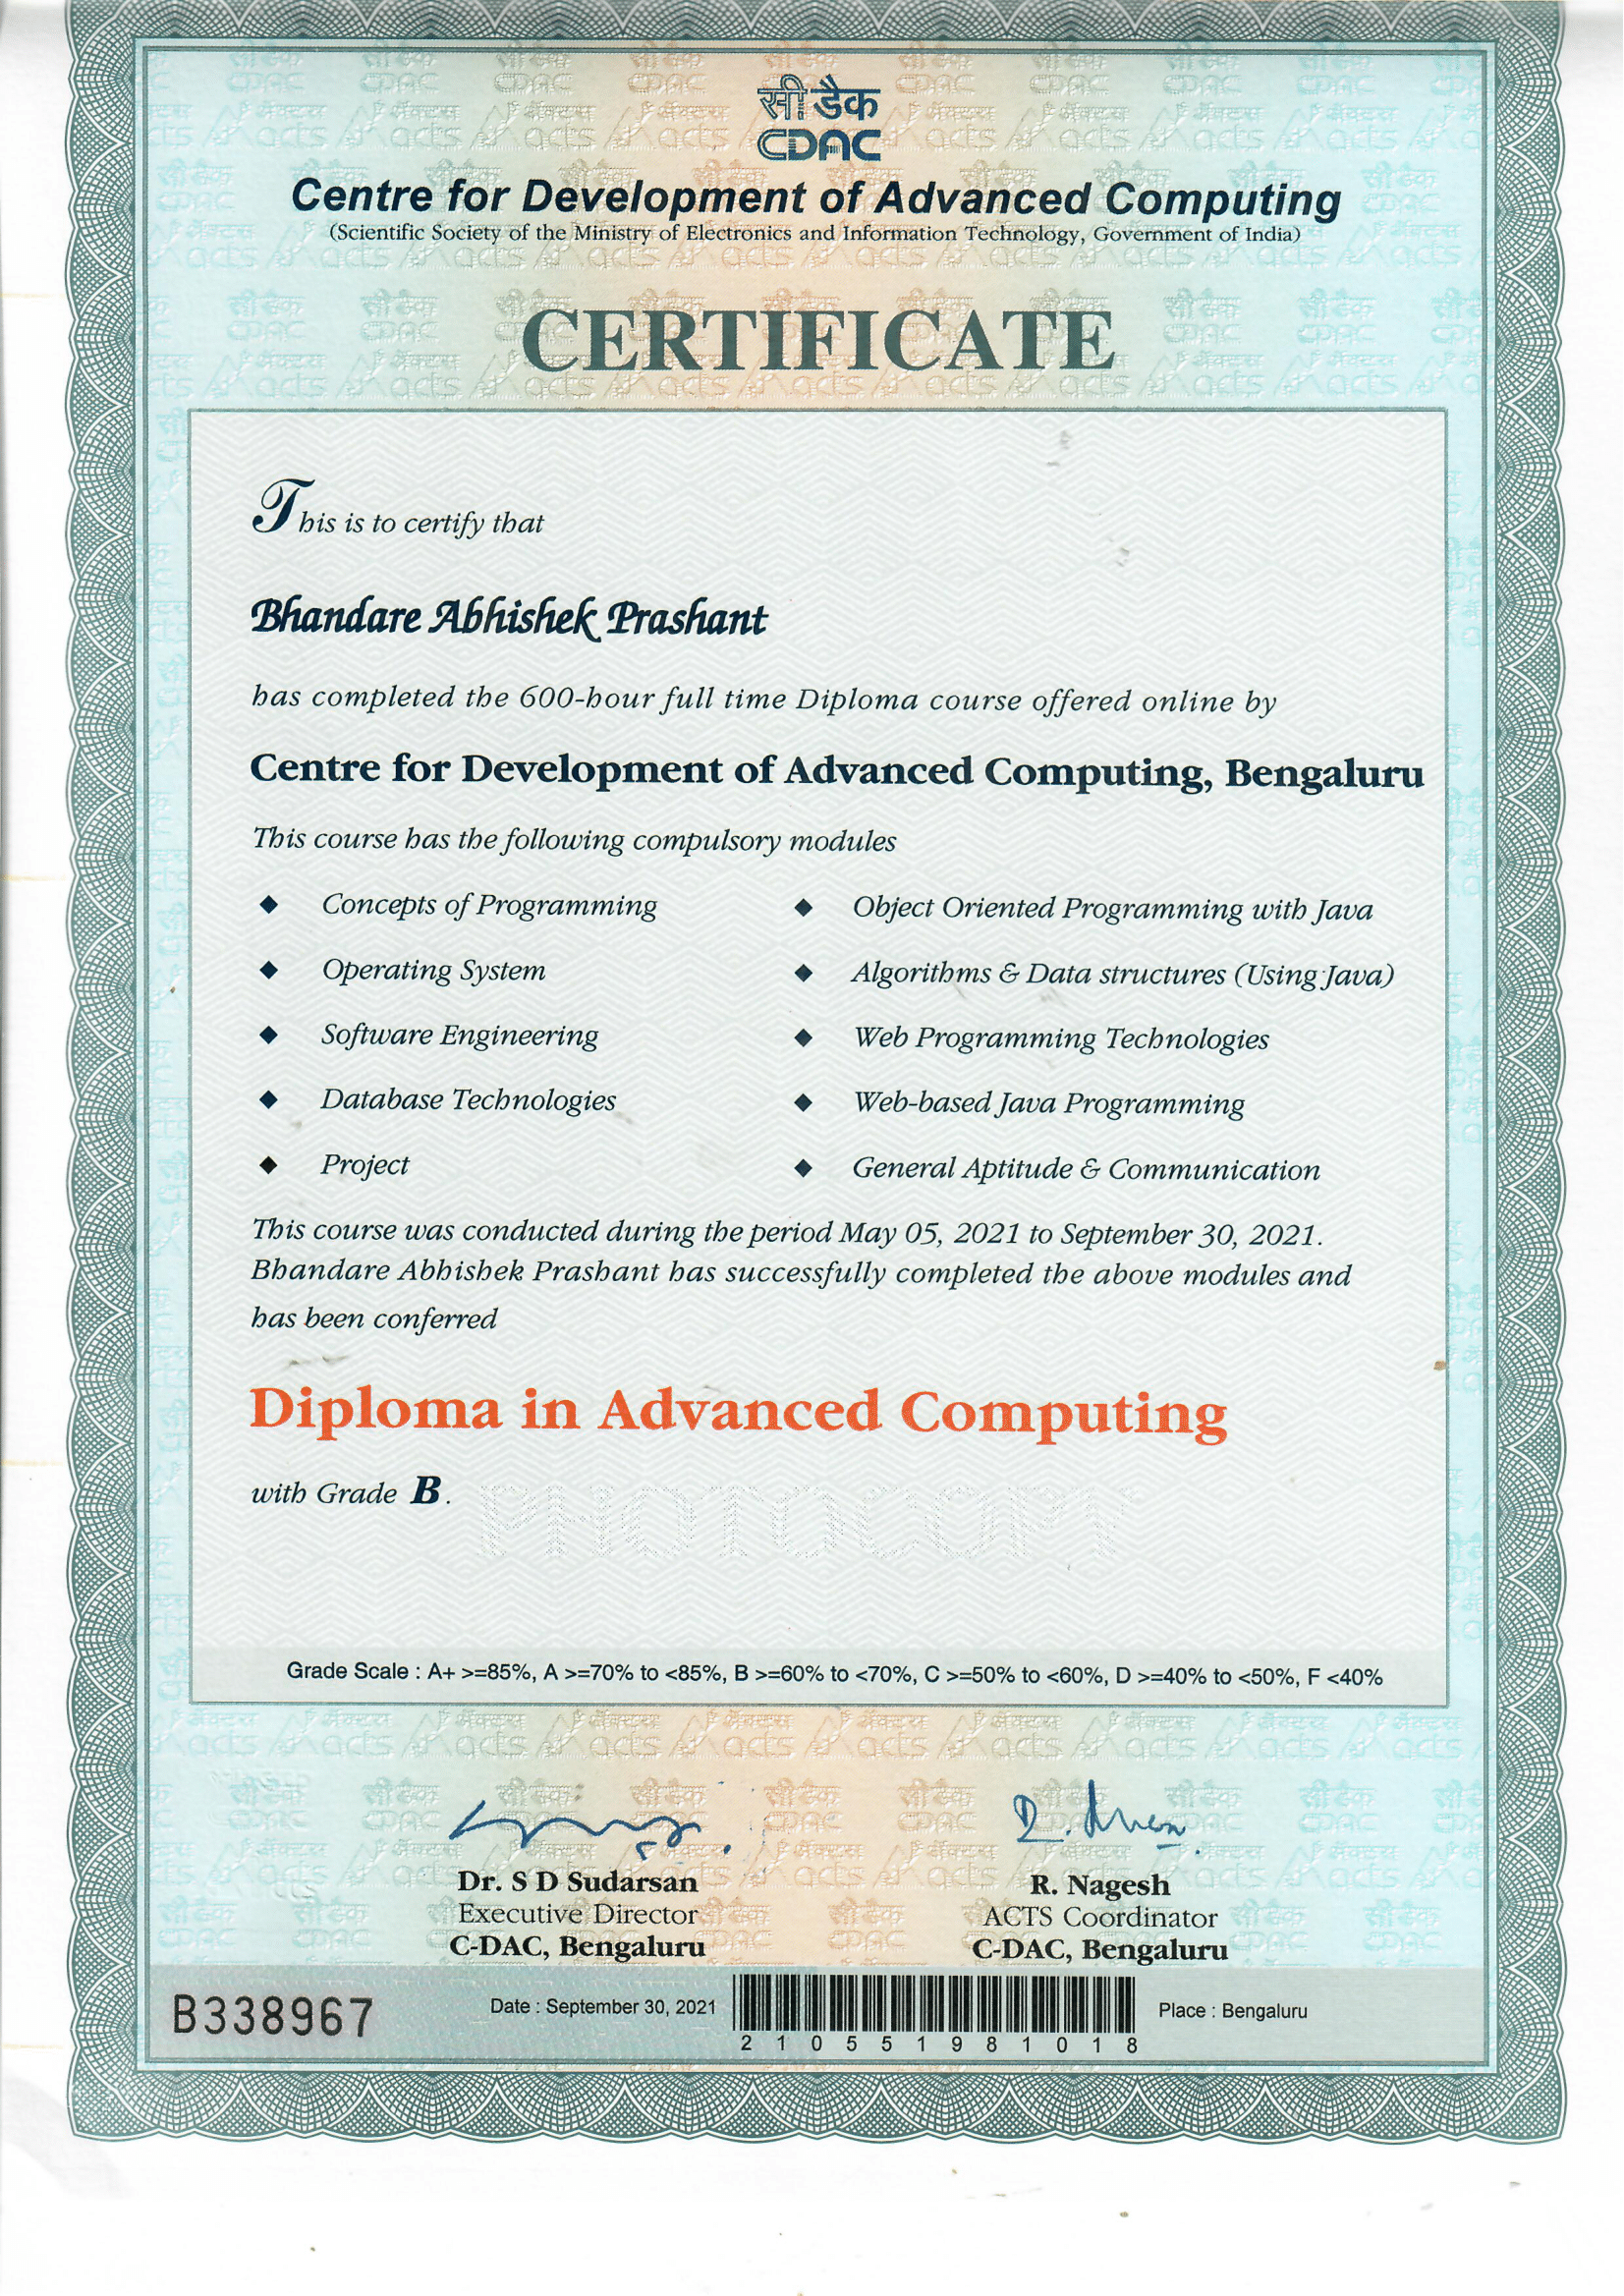 सी डैक
CDAC
Centre for Development of Advanced Computing
(Scientific Society of the Ministry of Electronics and Information Technology, Government of India)
CERTIFICATE
This is to certify that
Bhandare Abhishek Prashant
has completed the 600-hour full time Diploma course offered online by
Centre for Development of Advanced Computing, Bengaluru
This course has the following compulsory modules
◆ Concepts of Programming
◆ Object Oriented Programming with Java
◆ Operating System
◆ Algorithms & Data structures (Using Java)
◆ Software Engineering
◆ Web Programming Technologies
◆ Database Technologies
◆ Web-based Java Programming
◆ Project
◆ General Aptitude & Communication
This course was conducted during the period May 05, 2021 to September 30, 2021.
Bhandare Abhishek Prashant has successfully completed the above modules and
has been conferred
Diploma in Advanced Computing
with Grade B.
PHOTOCOPY
Grade Scale : A+ >=85%, A >=70% to <85%, B >=60% to <70%, C >=50% to <60%, D >=40% to <50%, F <40%
Dr. S D Sudarsan
Executive Director
C-DAC, Bengaluru
R. Nagesh
ACTS Coordinator
C-DAC, Bengaluru
B338967
Date : September 30, 2021
2 1 0 5 5 1 9 8 1 0 1 8
Place : Bengaluru